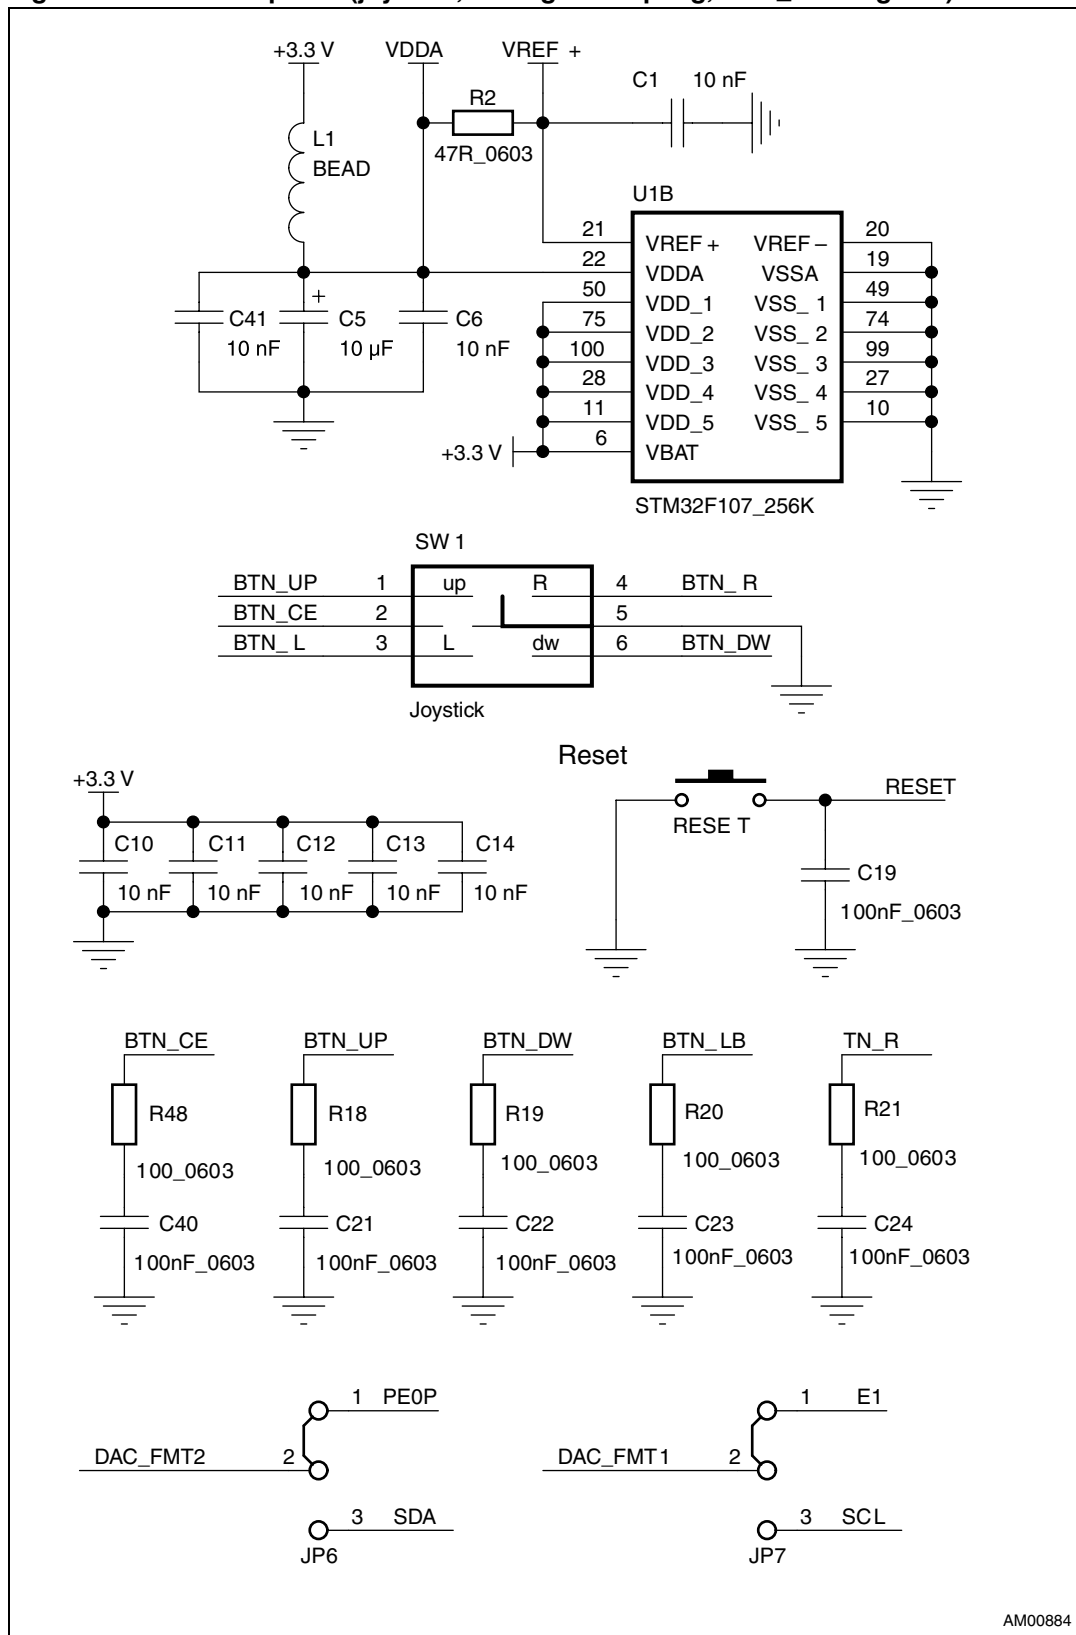 +3.3 V VDDA VREF +
C1 10 nF
R2
47R_0603
L1
BEAD
U1B
21 VREF + VREF – 20
22 VDDA VSSA 19
50 VDD_1 VSS_ 1 49
75 VDD_2 VSS_ 2 74
100 VDD_3 VSS_ 3 99
28 VDD_4 VSS_ 4 27
11 VDD_5 VSS_ 5 10
+3.3 V 6 VBAT
STM32F107_256K
+
C41 C5 C6
10 nF 10 µF 10 nF
SW 1
BTN_UP 1 up R 4 BTN_ R
BTN_CE 2 5
BTN_ L 3 L dw 6 BTN_DW
Joystick
Reset
+3.3 V
RESET
RESE T
C10 C11 C12 C13 C14
10 nF 10 nF 10 nF 10 nF 10 nF
C19
100nF_0603
BTN_CE BTN_UP BTN_DW BTN_LB TN_R
R48 R18 R19 R20 R21
100_0603 100_0603 100_0603 100_0603 100_0603
C40 C21 C22 C23 C24
100nF_0603 100nF_0603 100nF_0603 100nF_0603 100nF_0603
1 PE0P 1 E1
DAC_FMT2 2 DAC_FMT1 2
3 SDA 3 SCL
JP6 JP7
AM00884